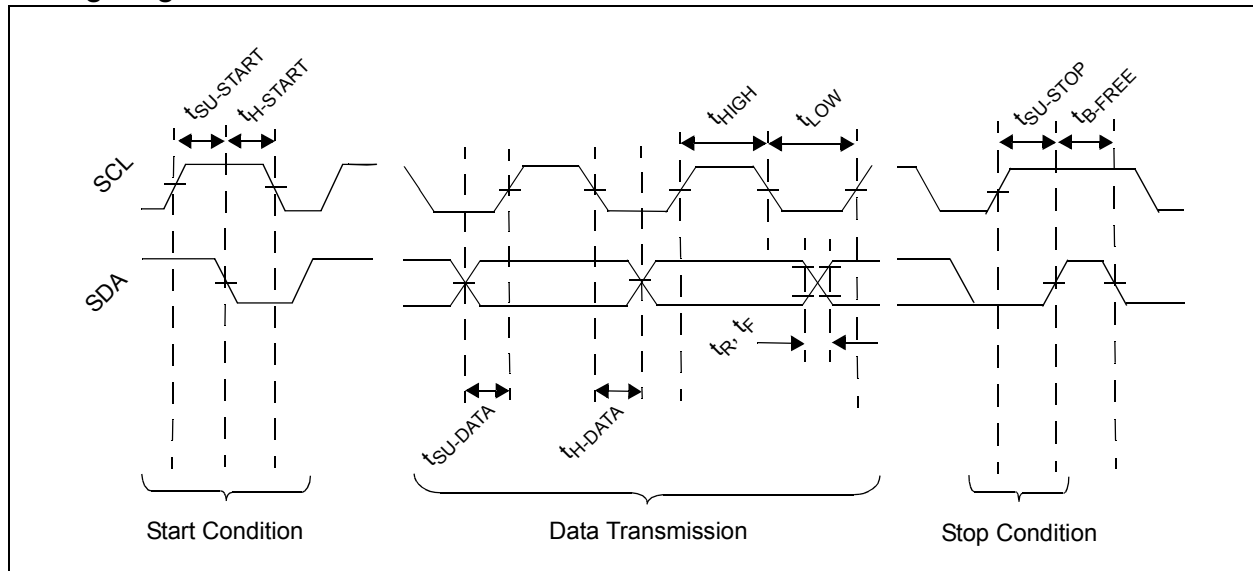 tSU-START
tH-START
tHIGH
tLOW
tSU-STOP
tB-FREE
SCL
SDA
tR, tF
tSU-DATA
tH-DATA
Start Condition
Data Transmission
Stop Condition